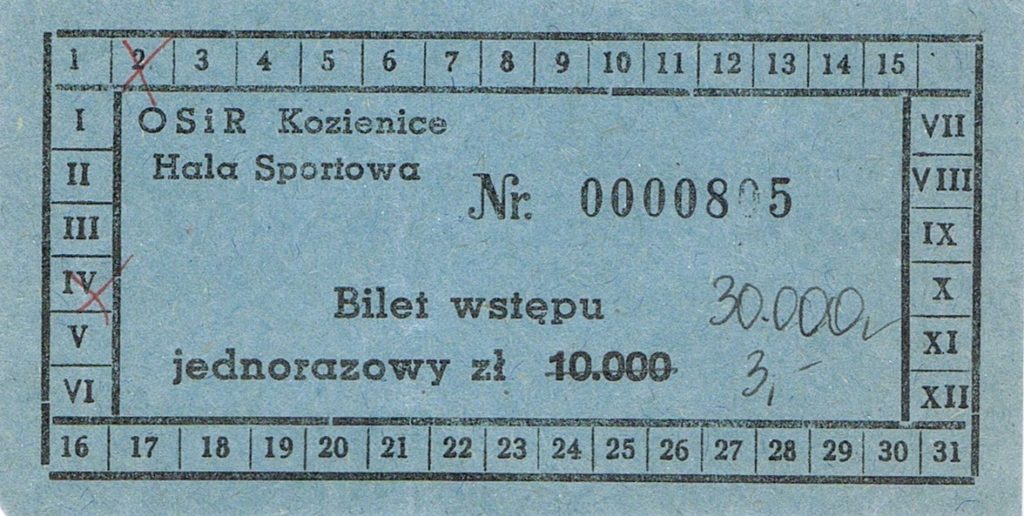 1 2 3 4 5 6 7 8 9 10 11 12 13 14 15
I OSiR Kozienice VII
II Hala Sportowa VIII
III Nr. 0000805 IX
IV Bilet wstępu 30.000,- X
V jednorazowy zł 10.000 3,- XI
VI XII
16 17 18 19 20 21 22 23 24 25 26 27 28 29 30 31